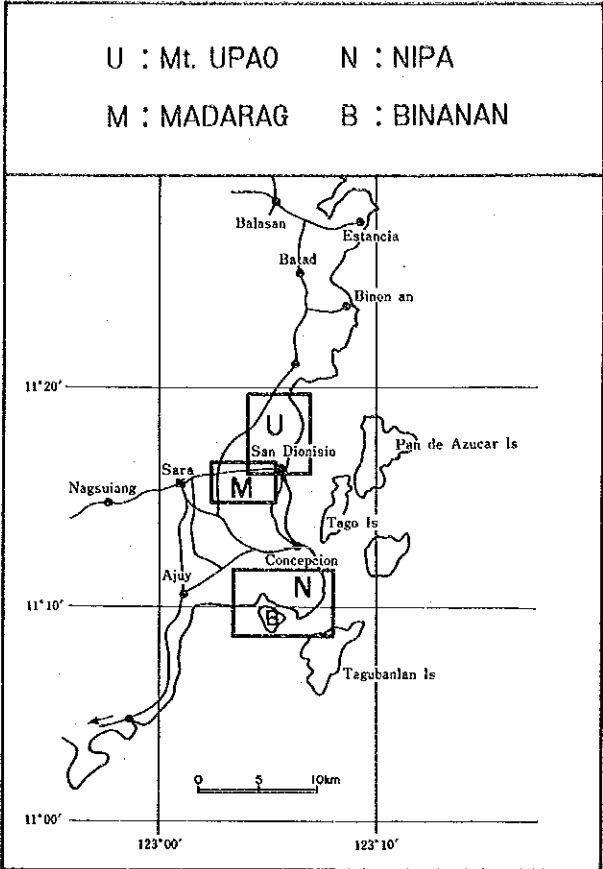 U : Mt. UPAO N : NIPA
M : MADARAG B : BINANAN
Balasan
Estancia
Batad
Binon an
11°20'
U
San Dionisio
Pan de Azucar Is
Sara
M
Nagsuiang
Tago Is
Concepcion
Ajuy
N
11°10'
B
Tagubanlan Is
0 5 10km
11°00'
123°00' 123°10'